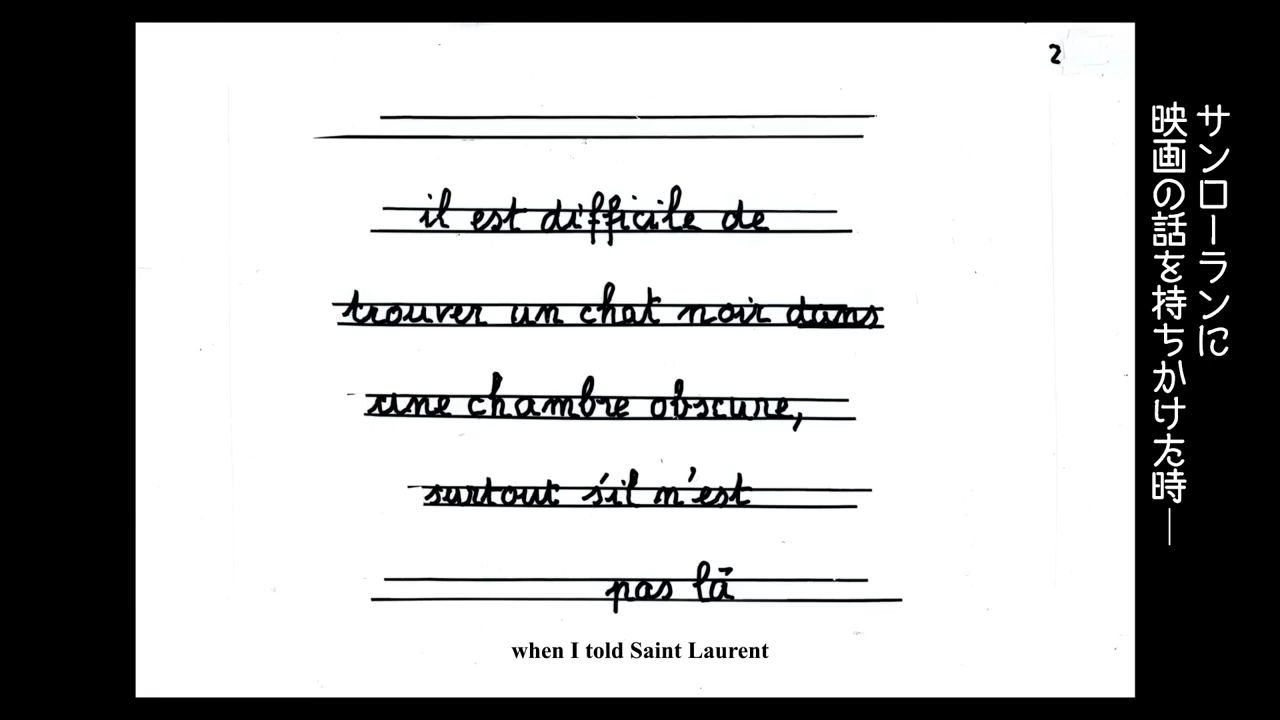 2
il est difficile de
trouver un chat noir dans
une chambre obscure,
surtout s'il n'est
pas là
when I told Saint Laurent
サンローランに
映画の話を持ちかけた時―